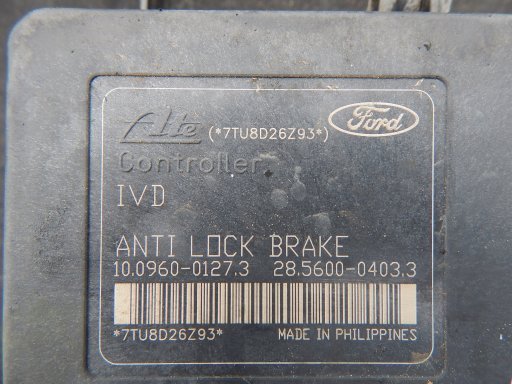 Ate (*7TU8D26Z93*) Ford
Controller
IVD
ANTI LOCK BRAKE
10.0960-0127.3 28.5600-0403.3
*7TU8D26Z93* MADE IN PHILIPPINES